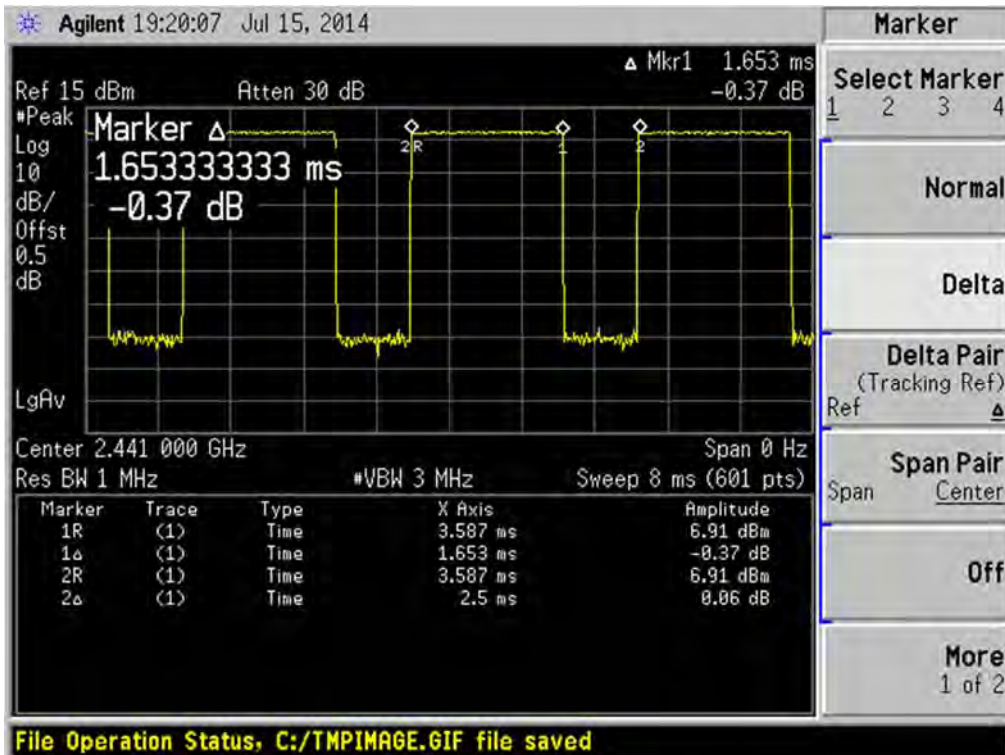 Agilent 19:20:07 Jul 15, 2014
Δ Mkr1 1.653 ms
Ref 15 dBm Atten 30 dB -0.37 dB
#Peak
Log
10
dB/
Offst
0.5
dB
LgAv
Marker Δ
1.653333333 ms
-0.37 dB
2R
1
2
Center 2.441 000 GHz Span 0 Hz
Res BW 1 MHz #VBW 3 MHz Sweep 8 ms (601 pts)
Marker Trace Type X Axis Amplitude
1R (1) Time 3.587 ms 6.91 dBm
1Δ (1) Time 1.653 ms -0.37 dB
2R (1) Time 3.587 ms 6.91 dBm
2Δ (1) Time 2.5 ms 0.06 dB
Marker
Select Marker
1 2 3 4
Normal
Delta
Delta Pair
(Tracking Ref)
Ref Δ
Span Pair
Span Center
Off
More
1 of 2
File Operation Status, C:/TMPIMAGE.GIF file saved